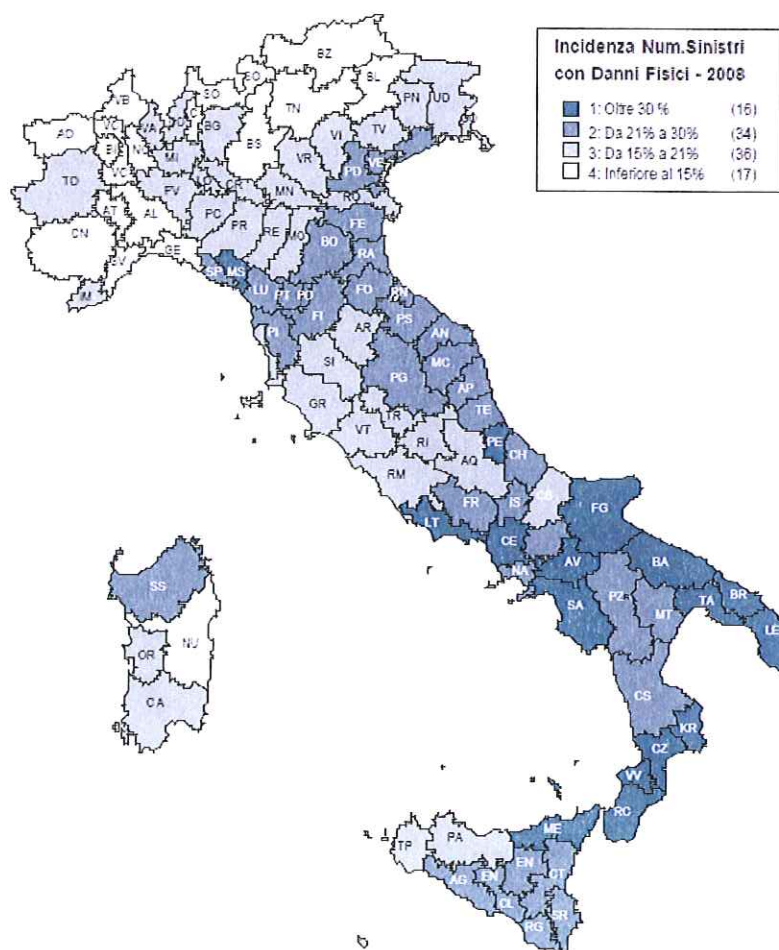 Incidenza Num.Sinistri
con Danni Fisici - 2008
1: Oltre 30 % (16)
2: Da 21% a 30% (34)
3: Da 15% a 21% (36)
4: Inferiore al 15% (17)
BZ
SO
BO
BL
VB
TN
PN
UD
AO
VA
BG
TV
VI
BS
VR
MI
TO
PV
MN
PD
VE
RO
AT
AL
PC
CN
PR
RE
MO
FE
GE
BO
RA
SV
SP
MS
IM
LU
PT
PO
FO
RN
FI
PS
AR
AN
PI
SI
MC
PG
AP
GR
TE
TR
VT
RI
PE
CH
AQ
RM
FR
IS
CB
FG
LT
CE
NA
AV
BA
SS
SA
PZ
TA
BR
MT
LE
NU
OR
CA
CS
KR
CZ
VV
RC
ME
TP
PA
EN
CT
AG
EN
CL
SR
RG